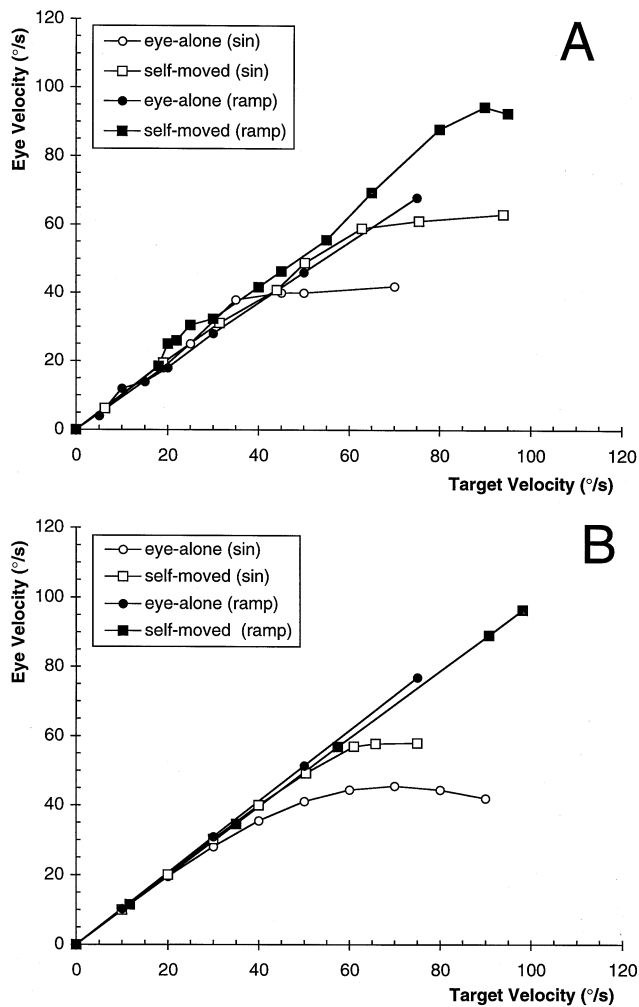 120
100
80
60
40
20
0
Eye Velocity (°/s)
eye-alone (sin)
self-moved (sin)
eye-alone (ramp)
self-moved (ramp)
A
0 20 40 60 80 100 120
Target Velocity (°/s)
120
100
80
60
40
20
0
Eye Velocity (°/s)
eye-alone (sin)
self-moved (sin)
eye-alone (ramp)
self-moved (ramp)
B
0 20 40 60 80 100 120
Target Velocity (°/s)